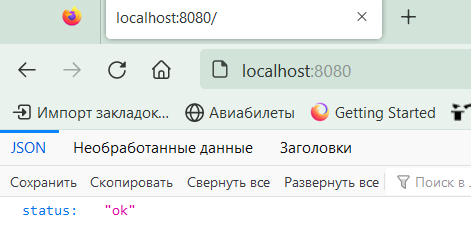 localhost:8080/
localhost:8080
Импорт закладок... Авиабилеты Getting Started
JSON Необработанные данные Заголовки
Сохранить Скопировать Свернуть все Развернуть все Поиск в
status: "ok"